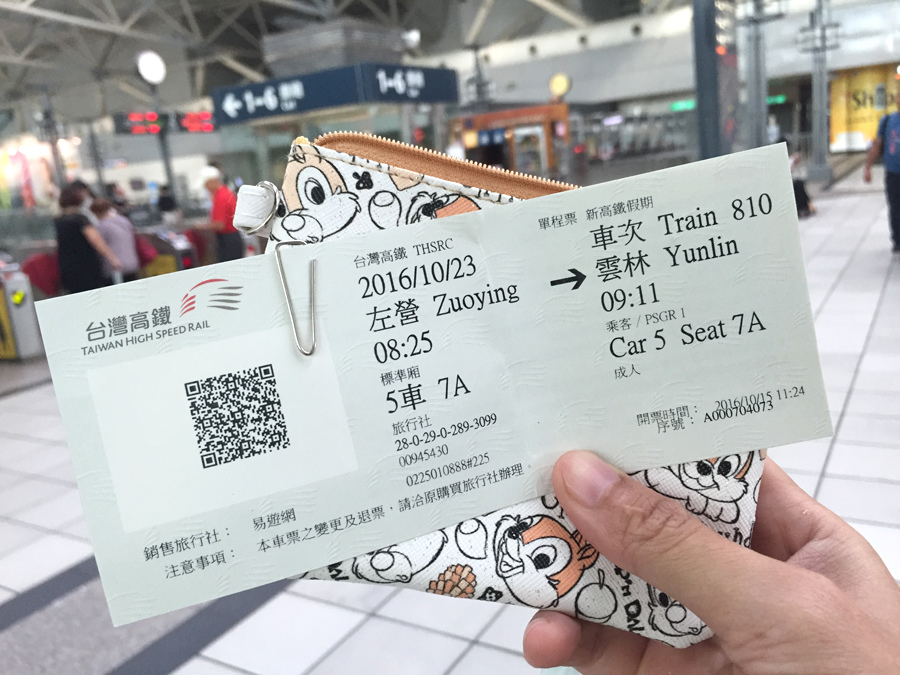 1-6
1-6
台灣高鐵
TAIWAN HIGH SPEED RAIL
台灣高鐵 THSRC
2016/10/23
左營 Zuoying
08:25
標準廂
5車 7A
旅行社
28-0-29-0-289-3099
00945430
0225010888#225
單程票 新高鐵假期
車次 Train 810
→ 雲林 Yunlin
09:11
乘客 / PSGR 1
Car 5 Seat 7A
成人
開票時間: 2016/10/15 11:24
序號: A000704073
銷售旅行社: 易遊網
注意事項: 本車票之變更及退票,請洽原購買旅行社辦理